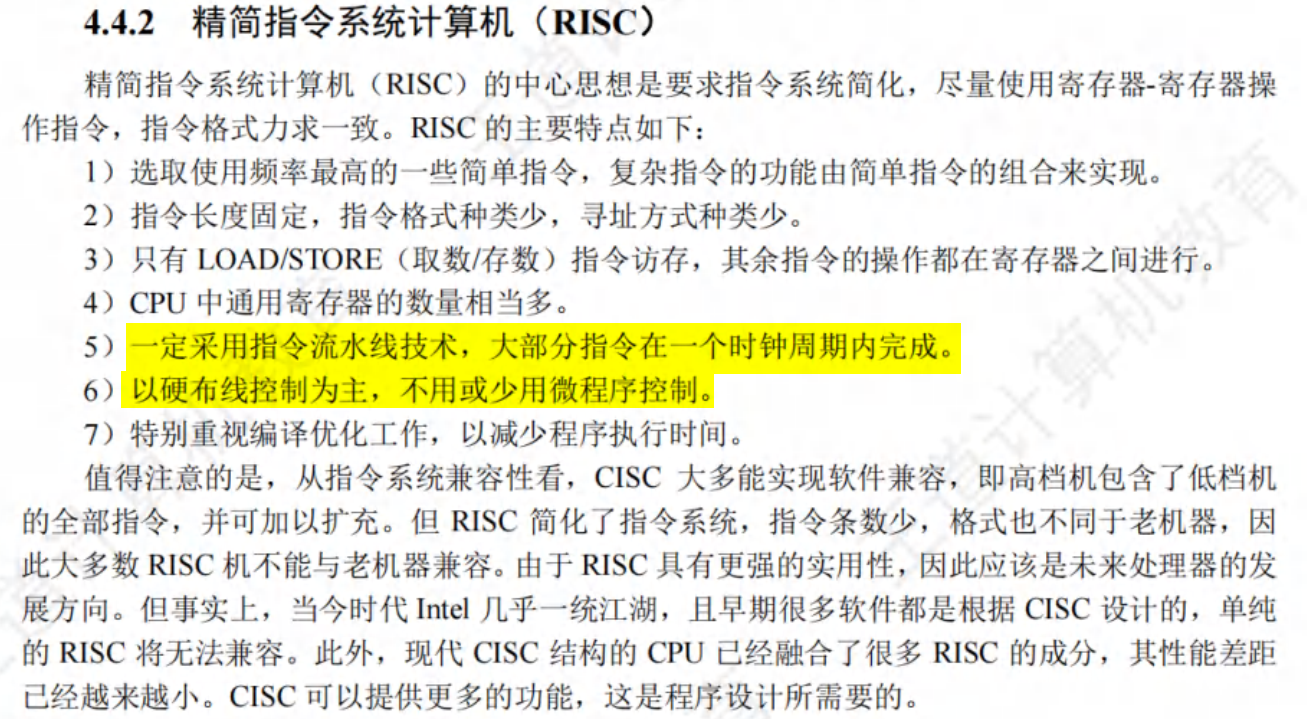 4.4.2 精简指令系统计算机（RISC）
精简指令系统计算机（RISC）的中心思想是要求指令系统简化，尽量使用寄存器-寄存器操
作指令，指令格式力求一致。RISC 的主要特点如下：
1）选取使用频率最高的一些简单指令，复杂指令的功能由简单指令的组合来实现。
2）指令长度固定，指令格式种类少，寻址方式种类少。
3）只有 LOAD/STORE（取数/存数）指令访存，其余指令的操作都在寄存器之间进行。
4）CPU 中通用寄存器的数量相当多。
5）一定采用指令流水线技术，大部分指令在一个时钟周期内完成。
6）以硬布线控制为主，不用或少用微程序控制。
7）特别重视编译优化工作，以减少程序执行时间。
值得注意的是，从指令系统兼容性看，CISC 大多能实现软件兼容，即高档机包含了低档机
的全部指令，并可加以扩充。但 RISC 简化了指令系统，指令条数少，格式也不同于老机器，因
此大多数 RISC 机不能与老机器兼容。由于 RISC 具有更强的实用性，因此应该是未来处理器的发
展方向。但事实上，当今时代 Intel 几乎一统江湖，且早期很多软件都是根据 CISC 设计的，单纯
的 RISC 将无法兼容。此外，现代 CISC 结构的 CPU 已经融合了很多 RISC 的成分，其性能差距
已经越来越小。CISC 可以提供更多的功能，这是程序设计所需要的。
王道计算机教育